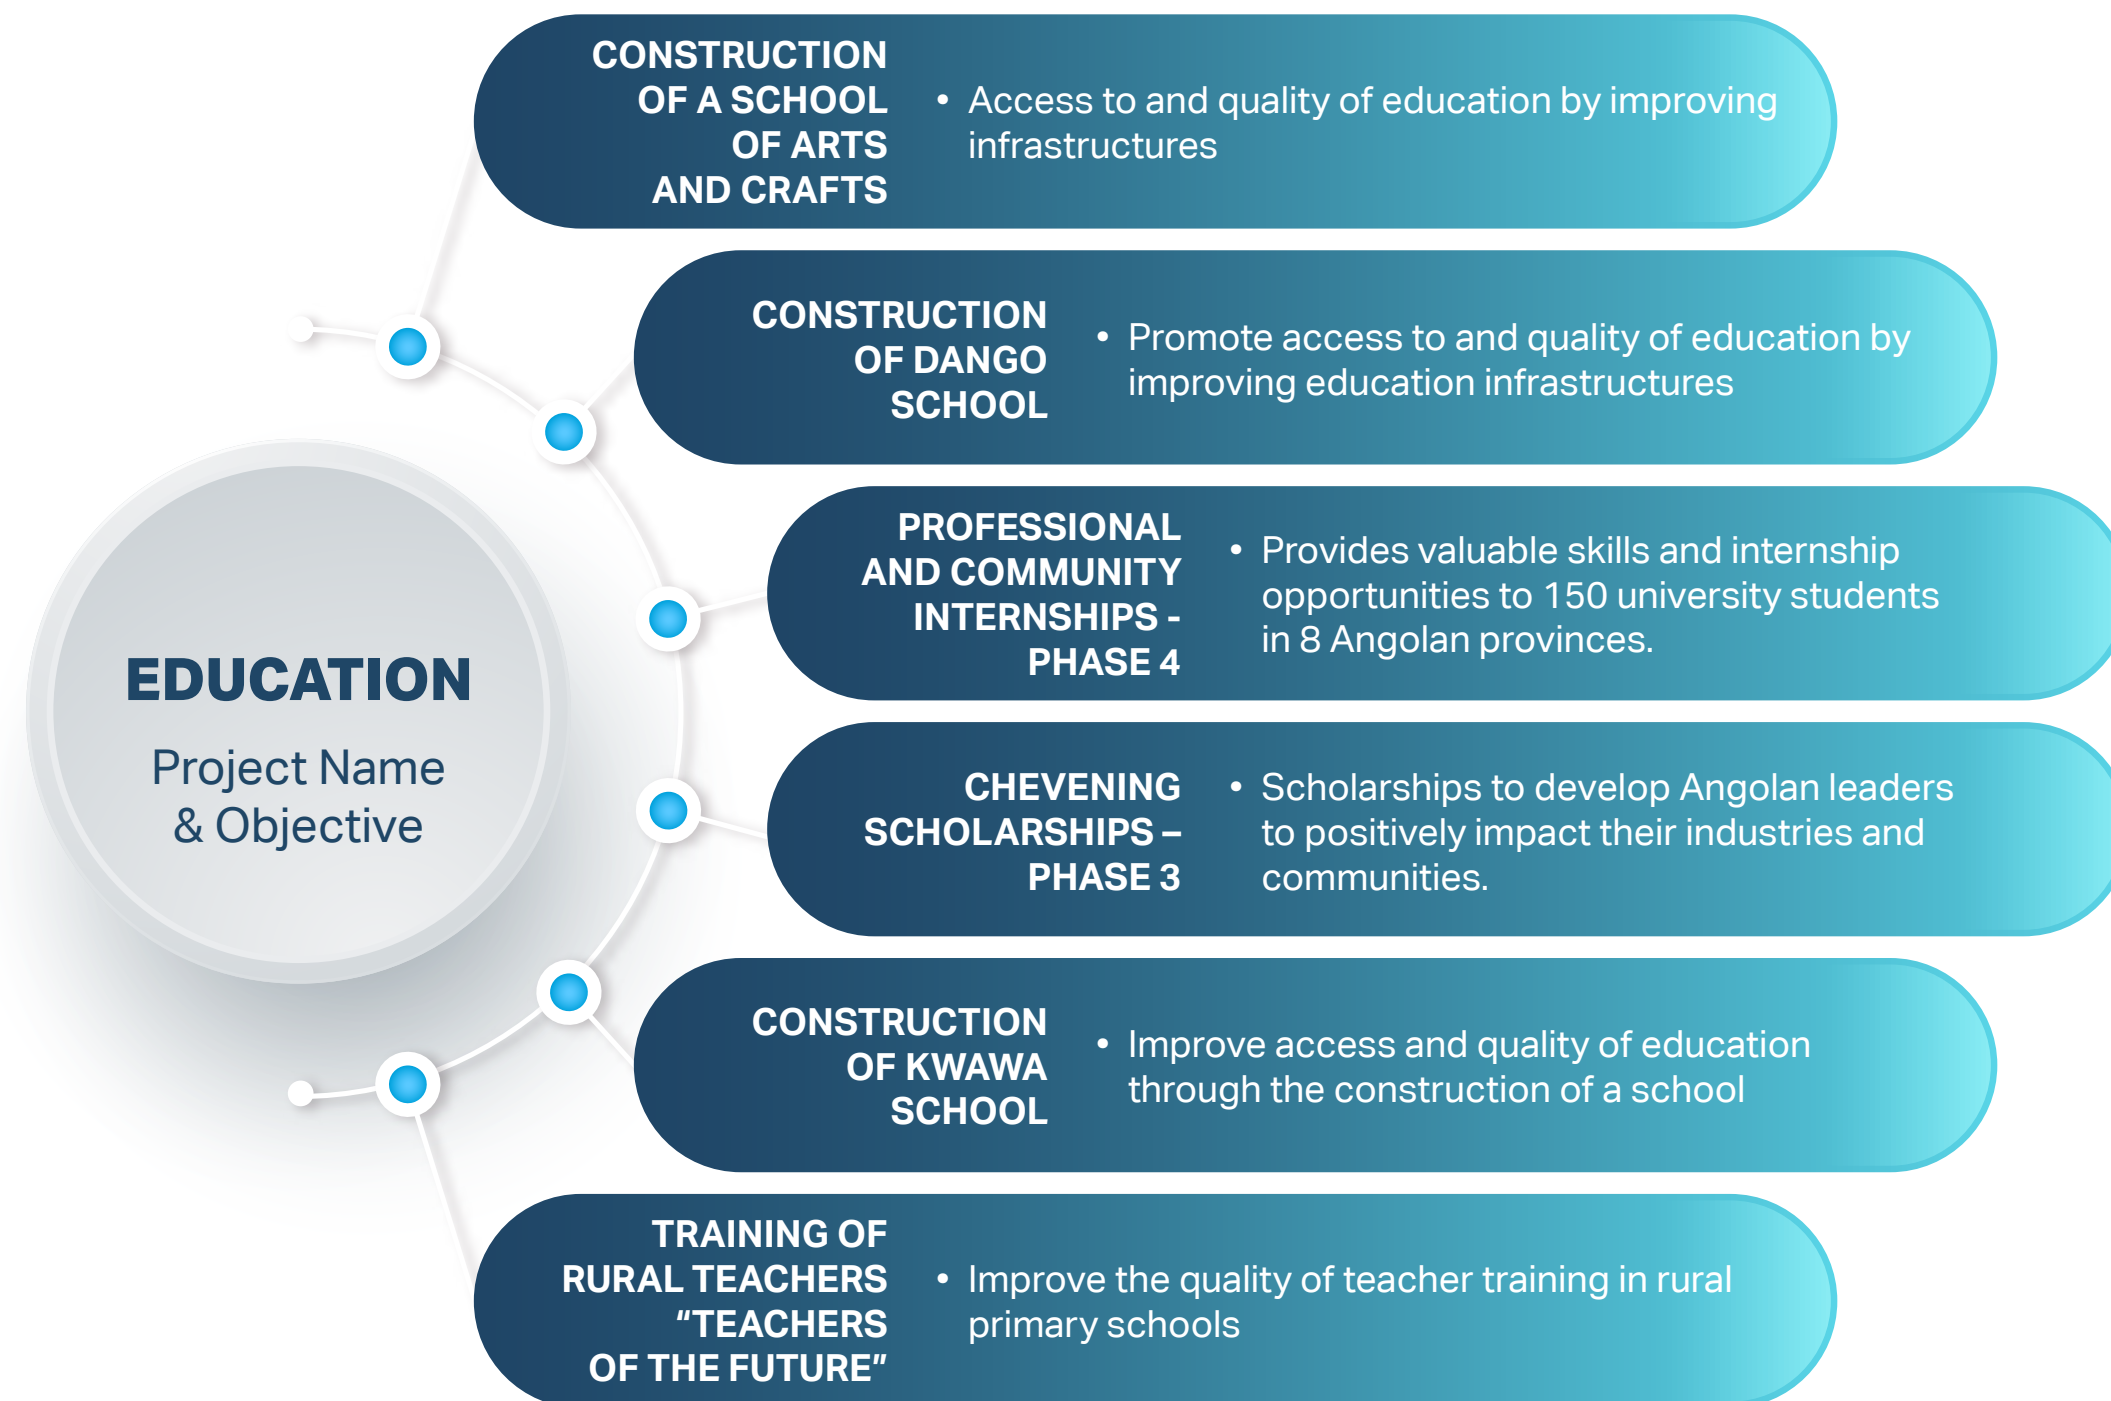 CONSTRUCTION
OF A SCHOOL
OF ARTS
AND CRAFTS
• Access to and quality of education by improving
infrastructures
CONSTRUCTION
OF DANGO
SCHOOL
• Promote access to and quality of education by
improving education infrastructures
PROFESSIONAL
AND COMMUNITY
INTERNSHIPS -
PHASE 4
• Provides valuable skills and internship
opportunities to 150 university students
in 8 Angolan provinces.
EDUCATION
Project Name
& Objective
CHEVENING
SCHOLARSHIPS –
PHASE 3
• Scholarships to develop Angolan leaders
to positively impact their industries and
communities.
CONSTRUCTION
OF KWAWA
SCHOOL
• Improve access and quality of education
through the construction of a school
TRAINING OF
RURAL TEACHERS
“TEACHERS
OF THE FUTURE”
• Improve the quality of teacher training in rural
primary schools